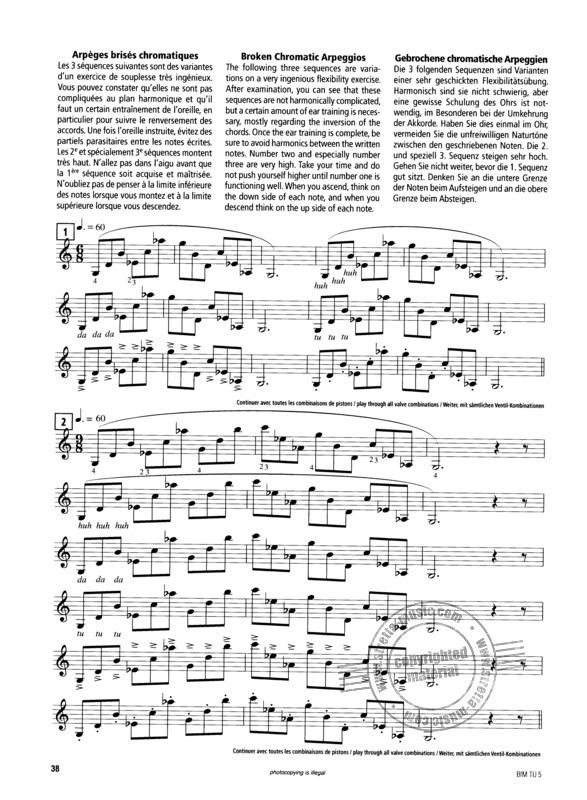 Arpèges brisés chromatiques
Les 3 séquences suivantes sont des variantes
d'un exercice de souplesse très ingénieux.
Vous pouvez constater qu'elles ne sont pas
compliquées au plan harmonique et qu'il
faut un certain entraînement de l'oreille, en
particulier pour suivre le renversement des
accords. Une fois l'oreille instruite, évitez des
partiels parasitaires entre les notes écrites.
Les 2e et spécialement 3e séquences montent
très haut. N'allez pas dans l'aigu avant que
la 1ère séquence soit acquise et maîtrisée.
N'oubliez pas de penser à la limite inférieure
des notes lorsque vous montez et à la limite
supérieure lorsque vous descendez.
Broken Chromatic Arpeggios
The following three sequences are varia-
tions on a very ingenious flexibility exercise.
After examination, you can see that these
sequences are not harmonically complicated,
but a certain amount of ear training is neces-
sary, mostly regarding the inversion of the
chords. Once the ear training is complete, be
sure to avoid harmonics between the written
notes. Number two and especially number
three are very high. Take your time and do
not push yourself higher until number one is
functioning well. When you ascend, think on
the down side of each note, and when you
descend think on the up side of each note.
Gebrochene chromatische Arpeggien
Die 3 folgenden Sequenzen sind Varianten
einer sehr geschickten Flexibilitätsübung.
Harmonisch sind sie nicht schwierig, aber
eine gewisse Schulung des Ohrs ist not-
wendig, im Besonderen bei der Umkehrung
der Akkorde. Haben Sie dies einmal im Ohr,
vermeiden Sie die unfreiwilligen Naturtöne
zwischen den geschriebenen Noten. Die 2.
und speziell 3. Sequenz steigen sehr hoch.
Gehen Sie nicht weiter, bevor die 1. Sequenz
gut sitzt. Denken Sie an die untere Grenze
der Noten beim Aufsteigen und an die obere
Grenze beim Absteigen.
1
= 60
6
8
4 2 3
huh huh huh
da da da
tu tu tu
Continuer avec toutes les combinaisons de pistons / play through all valve combinations / Weiter, mit sämtlichen Ventil-Kombinationen
2
= 60
9
8
4 2 3 4 2 3 4 2 3 4
huh huh huh
da da da
tu tu tu
www.stretta-music.com
copyrighted
material
Continuer avec toutes les combinaisons de pistons / play through all valve combinations / Weiter, mit sämtlichen Ventil-Kombinationen
38
photocopying is illegal
BIM TU 5